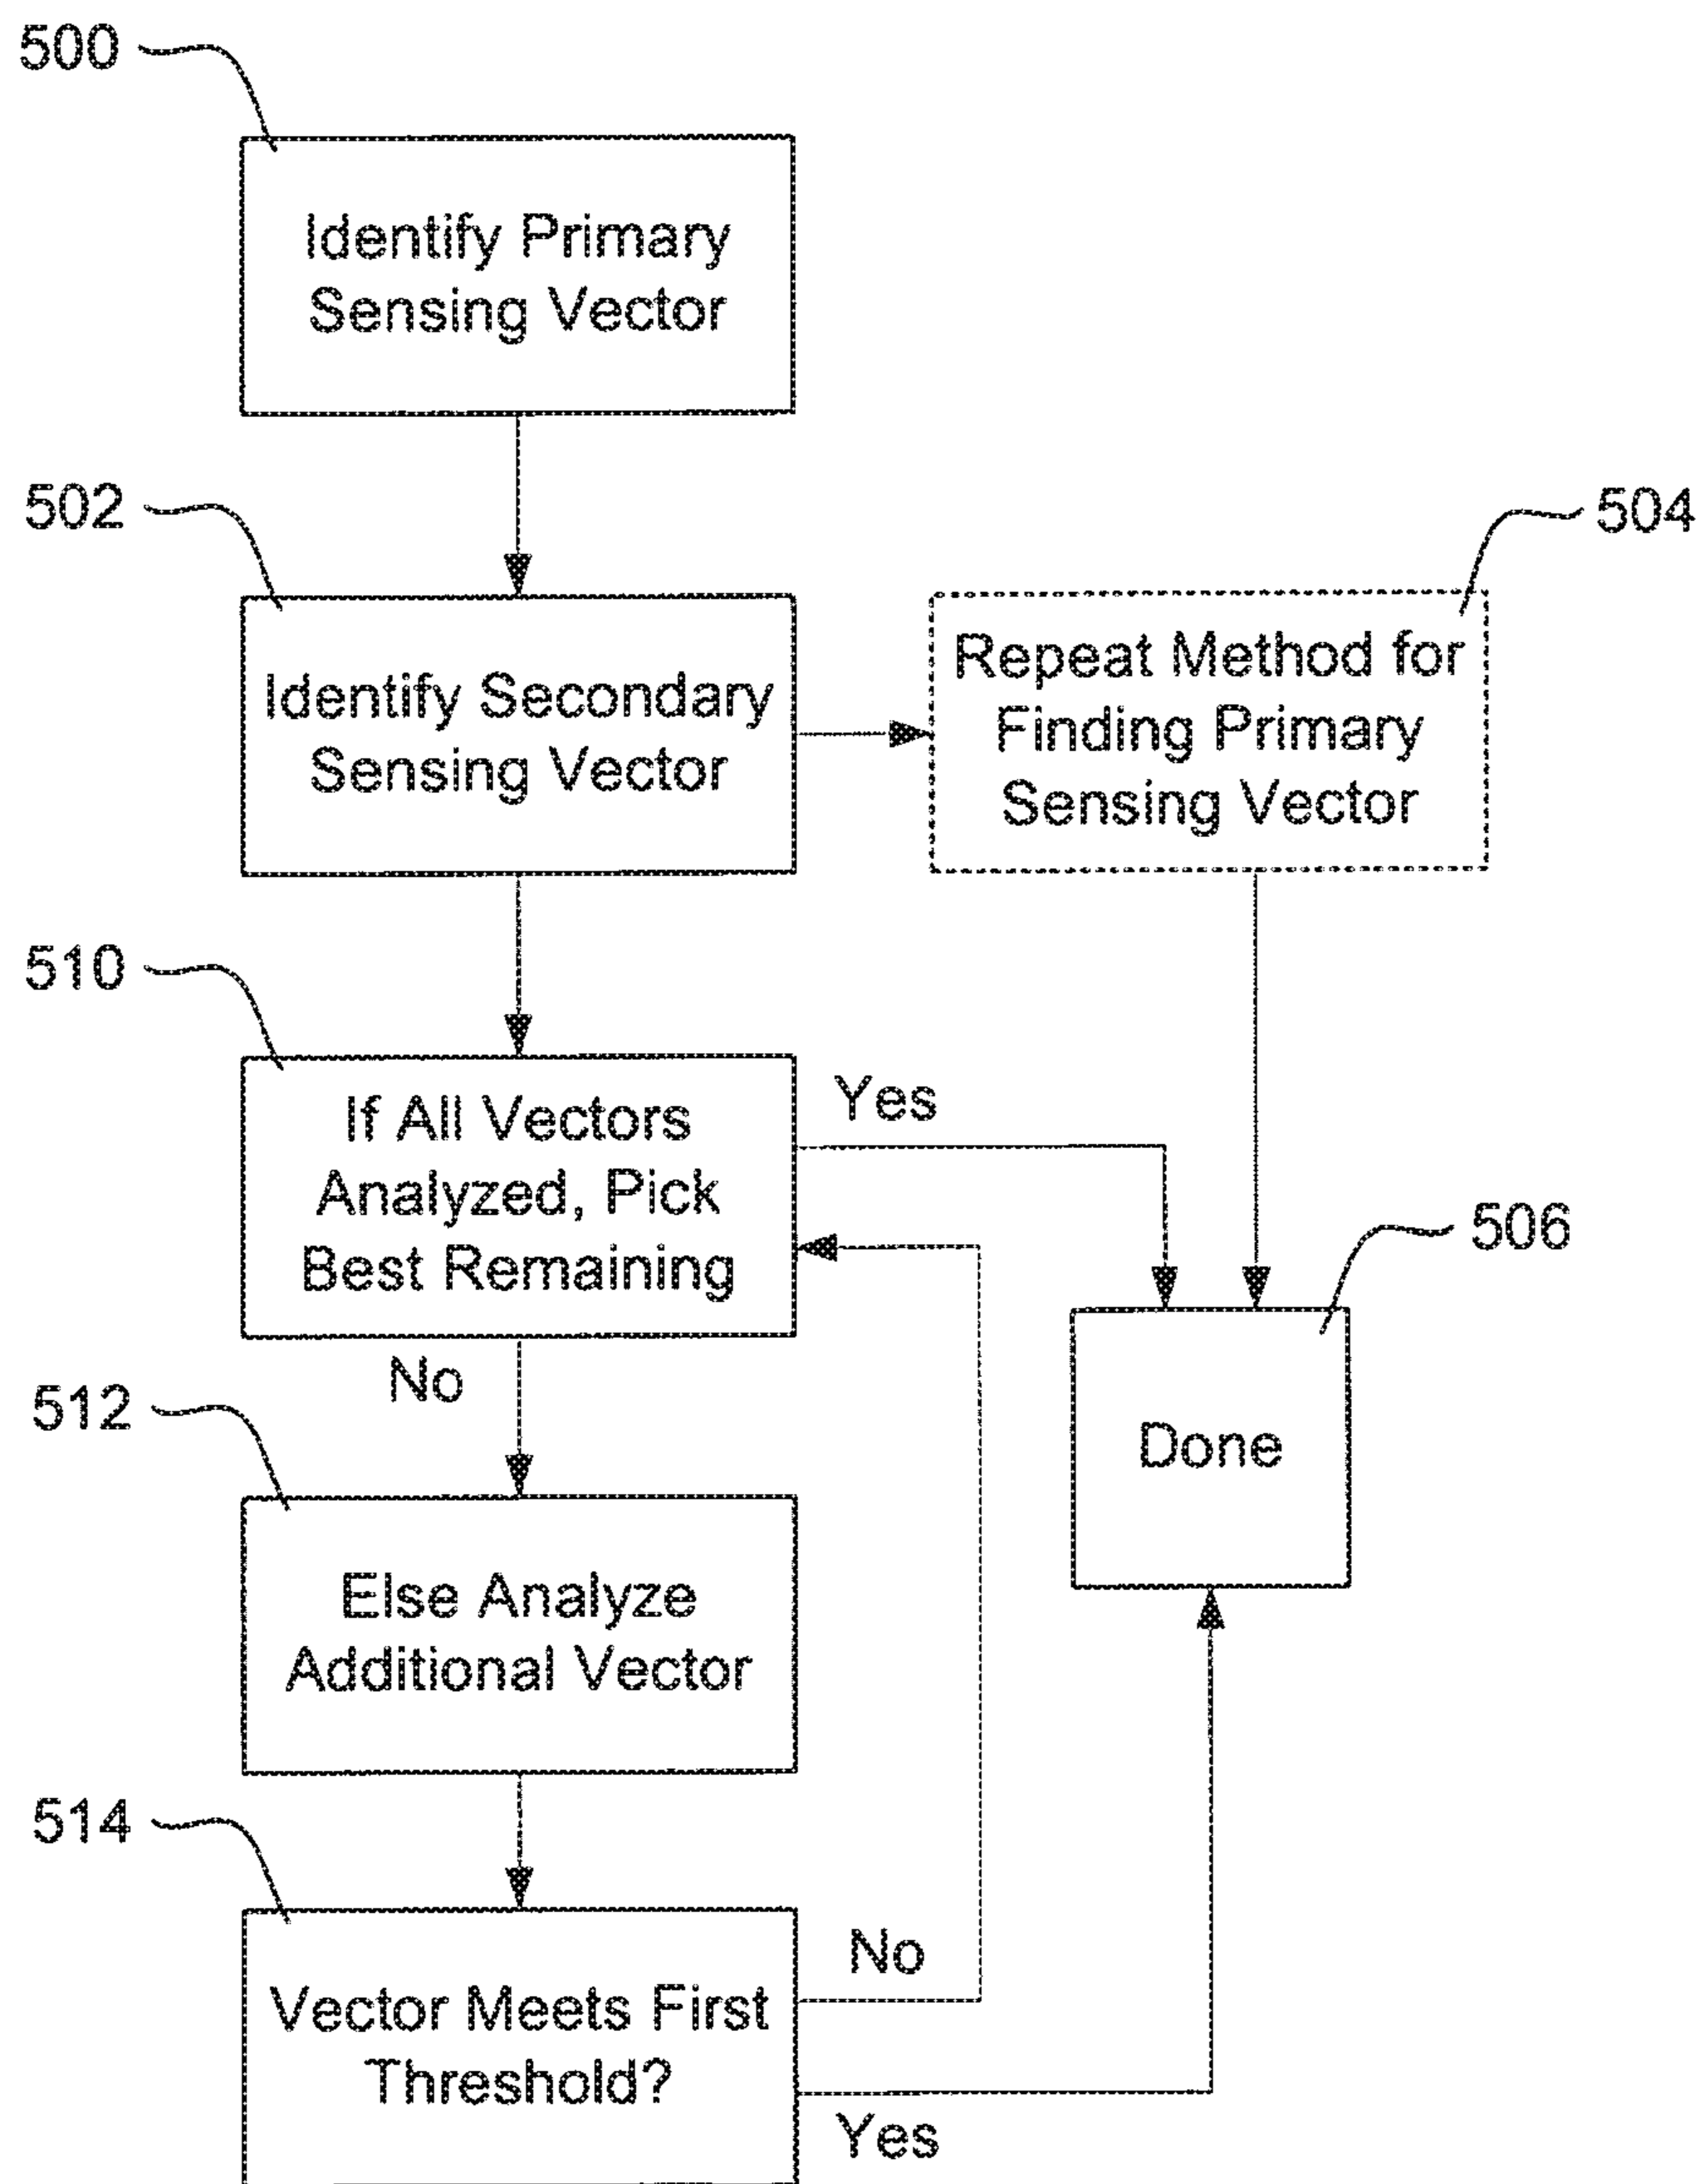 500
Identify Primary
Sensing Vector
502
Identify Secondary
Sensing Vector
504
Repeat Method for
Finding Primary
Sensing Vector
510
If All Vectors
Analyzed, Pick
Best Remaining
Yes
No
506
Done
512
Else Analyze
Additional Vector
514
Vector Meets First
Threshold?
No
Yes